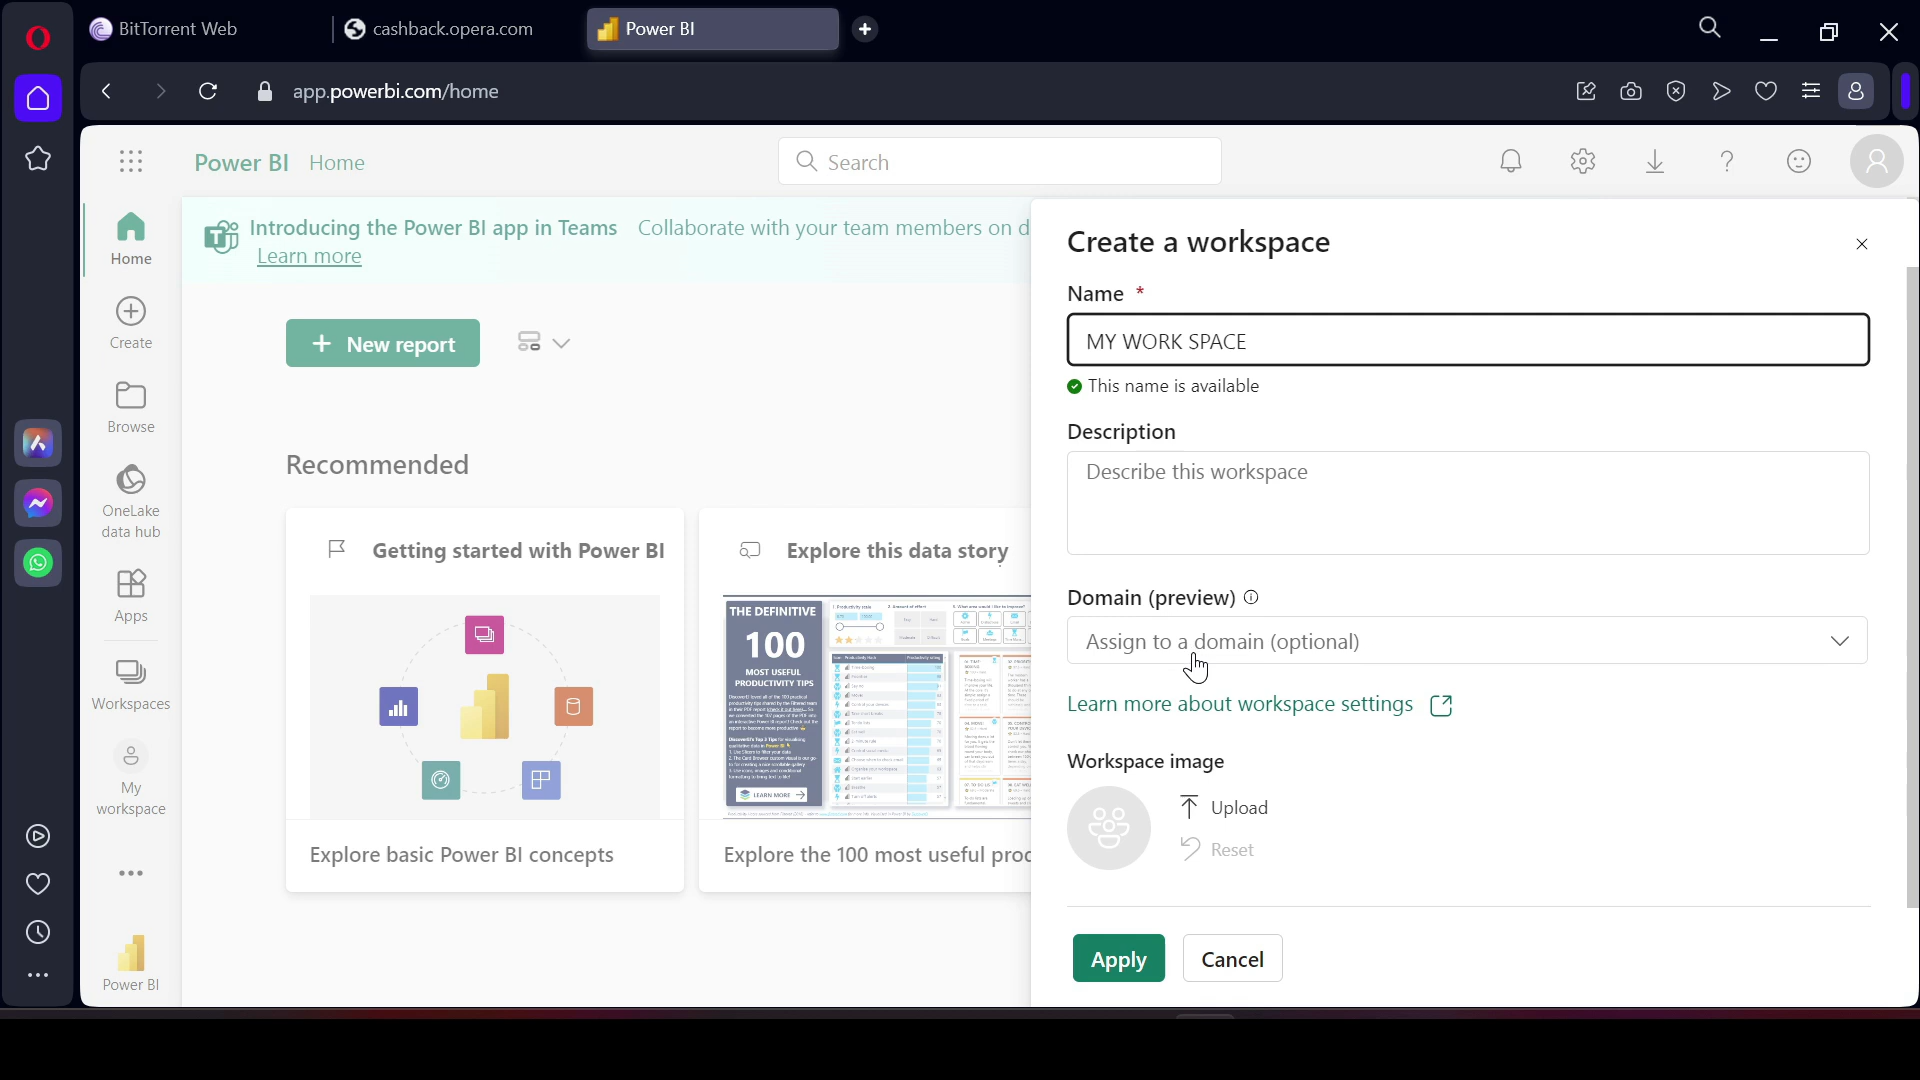 BitTorrent Web
cashback.opera.com
Power BI
app.powerbi.com/home
Power BI Home
Search
Home
Create
Browse
OneLake
data hub
Apps
Workspaces
My
workspace
Power BI
Introducing the Power BI app in Teams Collaborate with your team members on d
Learn more
New report
Recommended
Getting started with Power BI
Explore basic Power BI concepts
Explore this data story
THE DEFINITIVE
100
MOST USEFUL
PRODUCTIVITY TIPS
LEARN MORE
Explore the 100 most useful proc
Create a workspace
Name *
MY WORK SPACE
This name is available
Description
Describe this workspace
Domain (preview)
Assign to a domain (optional)
Learn more about workspace settings
Workspace image
Upload
Reset
Apply
Cancel